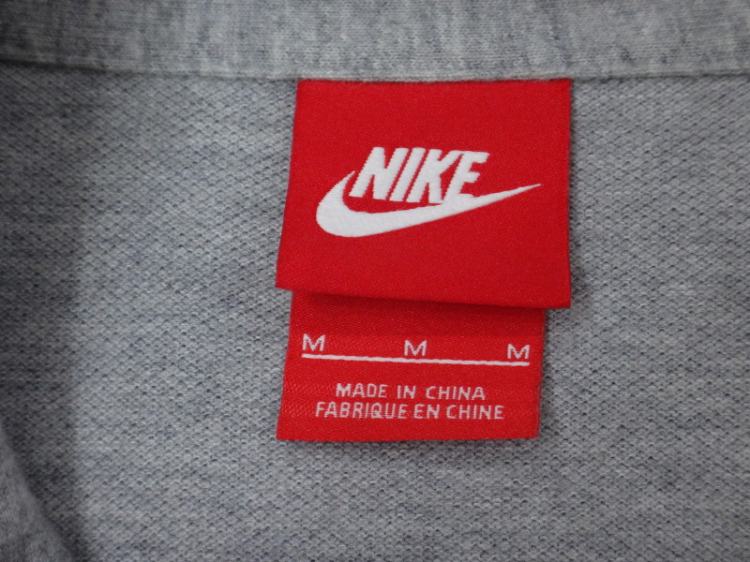 NIKE
M M M
MADE IN CHINA
FABRIQUE EN CHINE